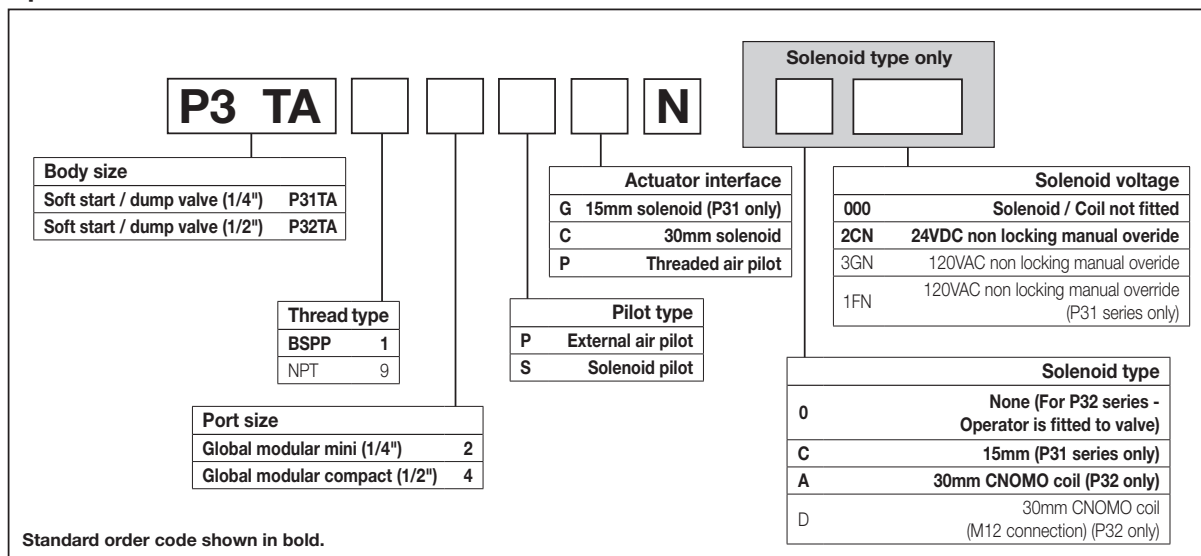 Solenoid type only
P3 TA N
Body size
Soft start / dump valve (1/4") P31TA
Soft start / dump valve (1/2") P32TA
Actuator interface
G 15mm solenoid (P31 only)
C 30mm solenoid
P Threaded air pilot
Solenoid voltage
000 Solenoid / Coil not fitted
2CN 24VDC non locking manual overide
3GN 120VAC non locking manual overide
1FN 120VAC non locking manual override
(P31 series only)
Thread type
BSPP 1
NPT 9
Pilot type
P External air pilot
S Solenoid pilot
Port size
Global modular mini (1/4") 2
Global modular compact (1/2") 4
Solenoid type
0 None (For P32 series -
Operator is fitted to valve)
C 15mm (P31 series only)
A 30mm CNOMO coil (P32 only)
D 30mm CNOMO coil
(M12 connection) (P32 only)
Standard order code shown in bold.